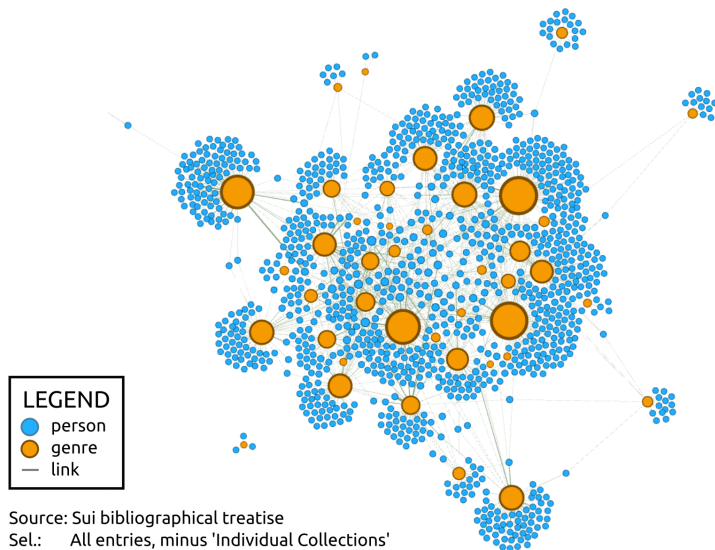 LEGEND
person
genre
link
Source: Sui bibliographical treatise
Sel.: All entries, minus 'Individual Collections'